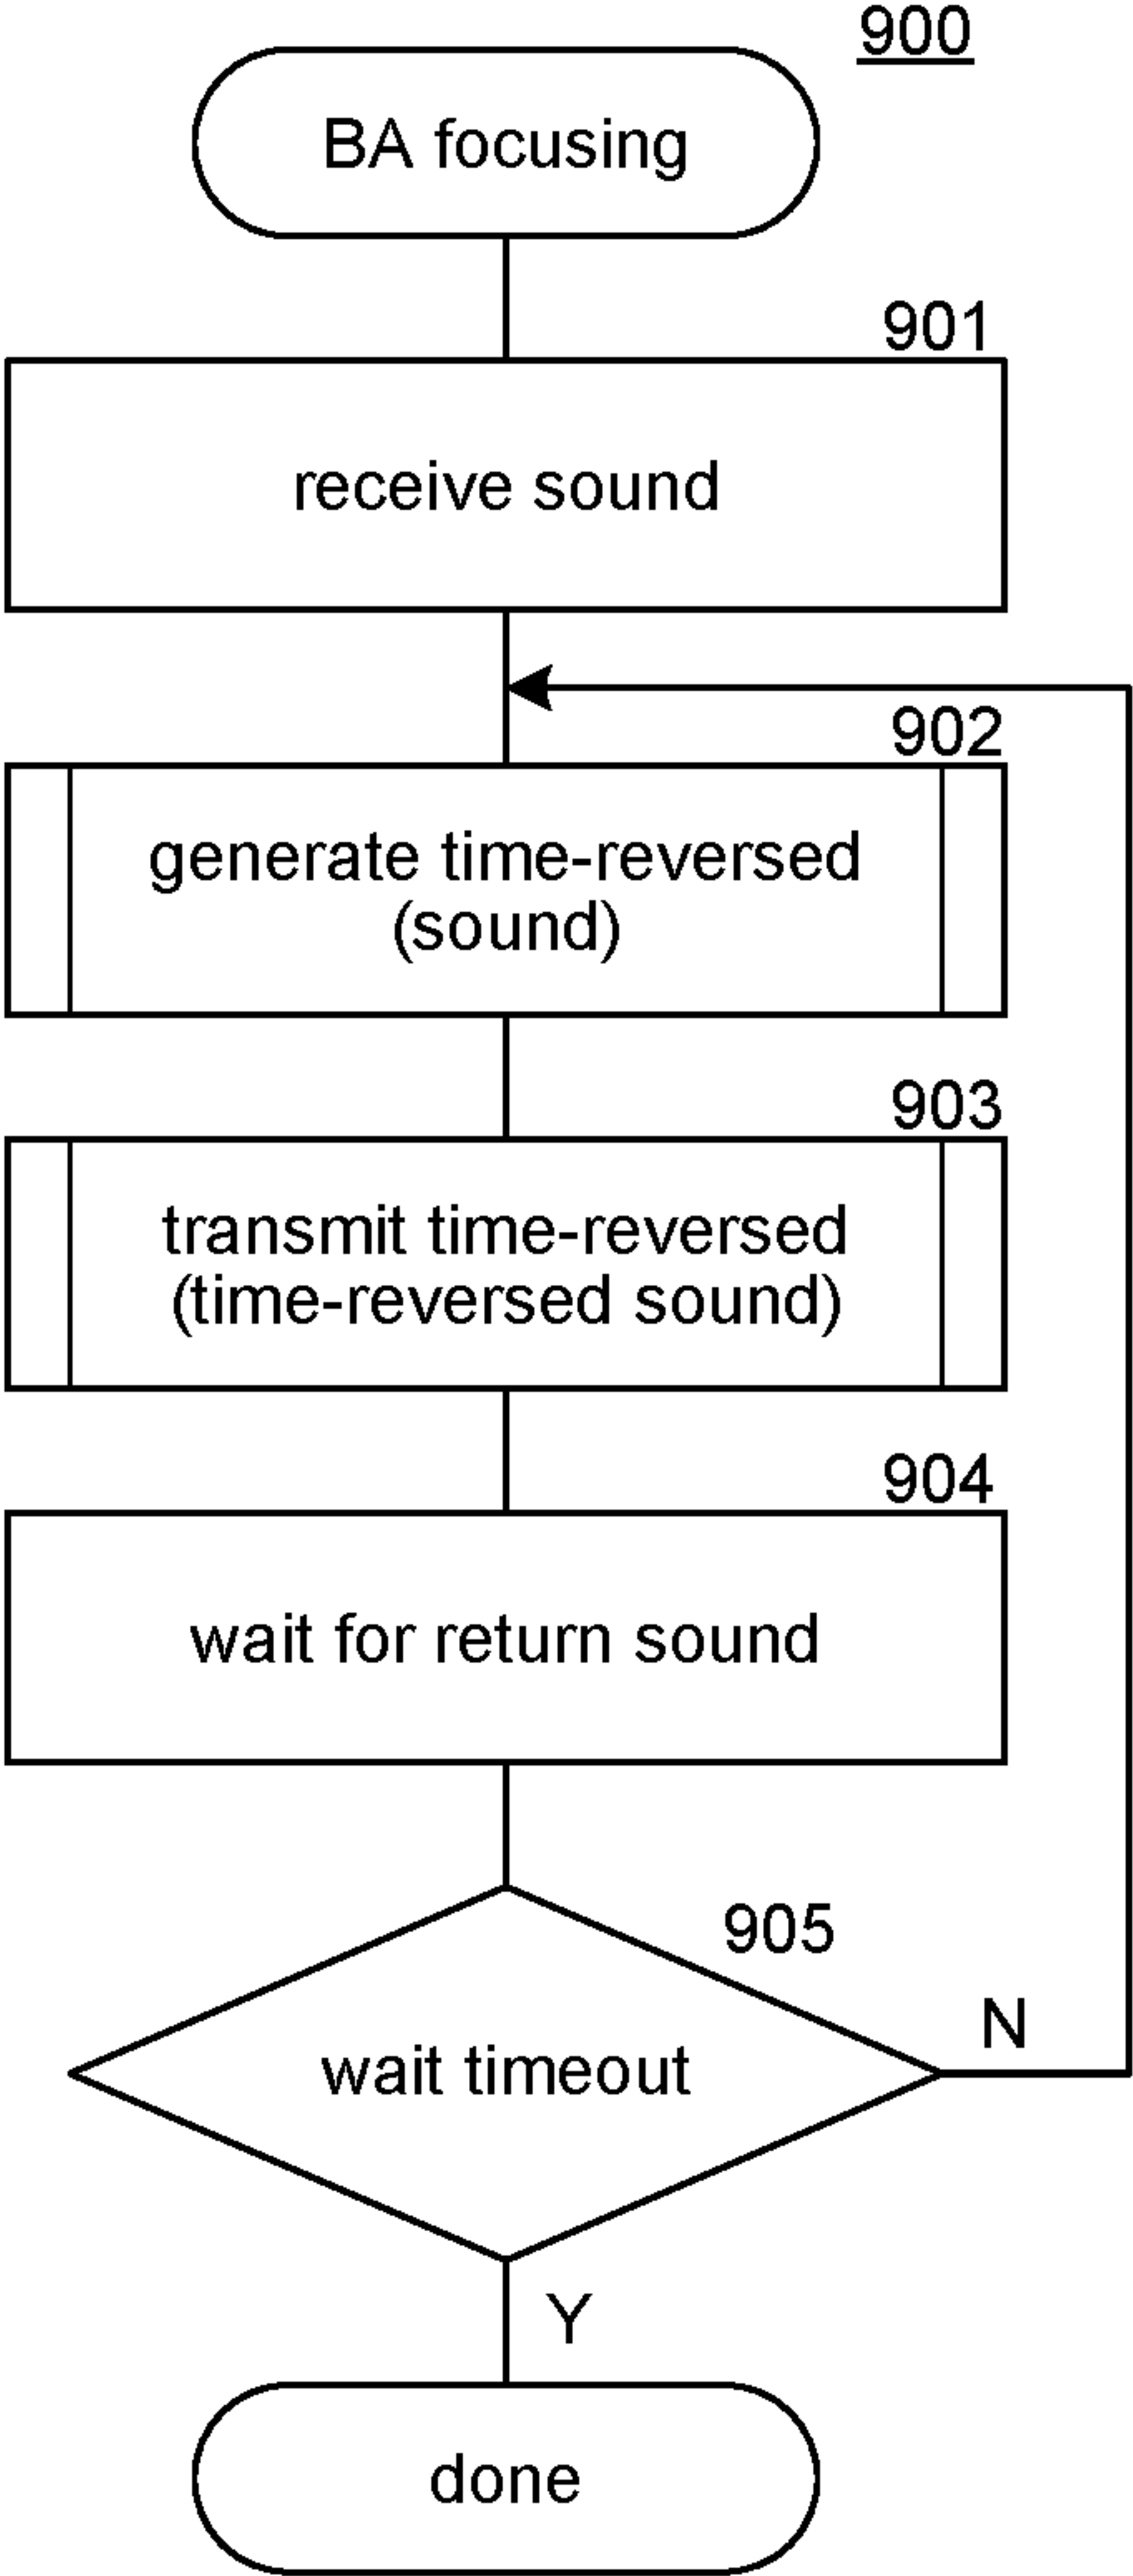 900
BA focusing
901
receive sound
902
generate time-reversed
(sound)
903
transmit time-reversed
(time-reversed sound)
904
wait for return sound
905
wait timeout
N
Y
done